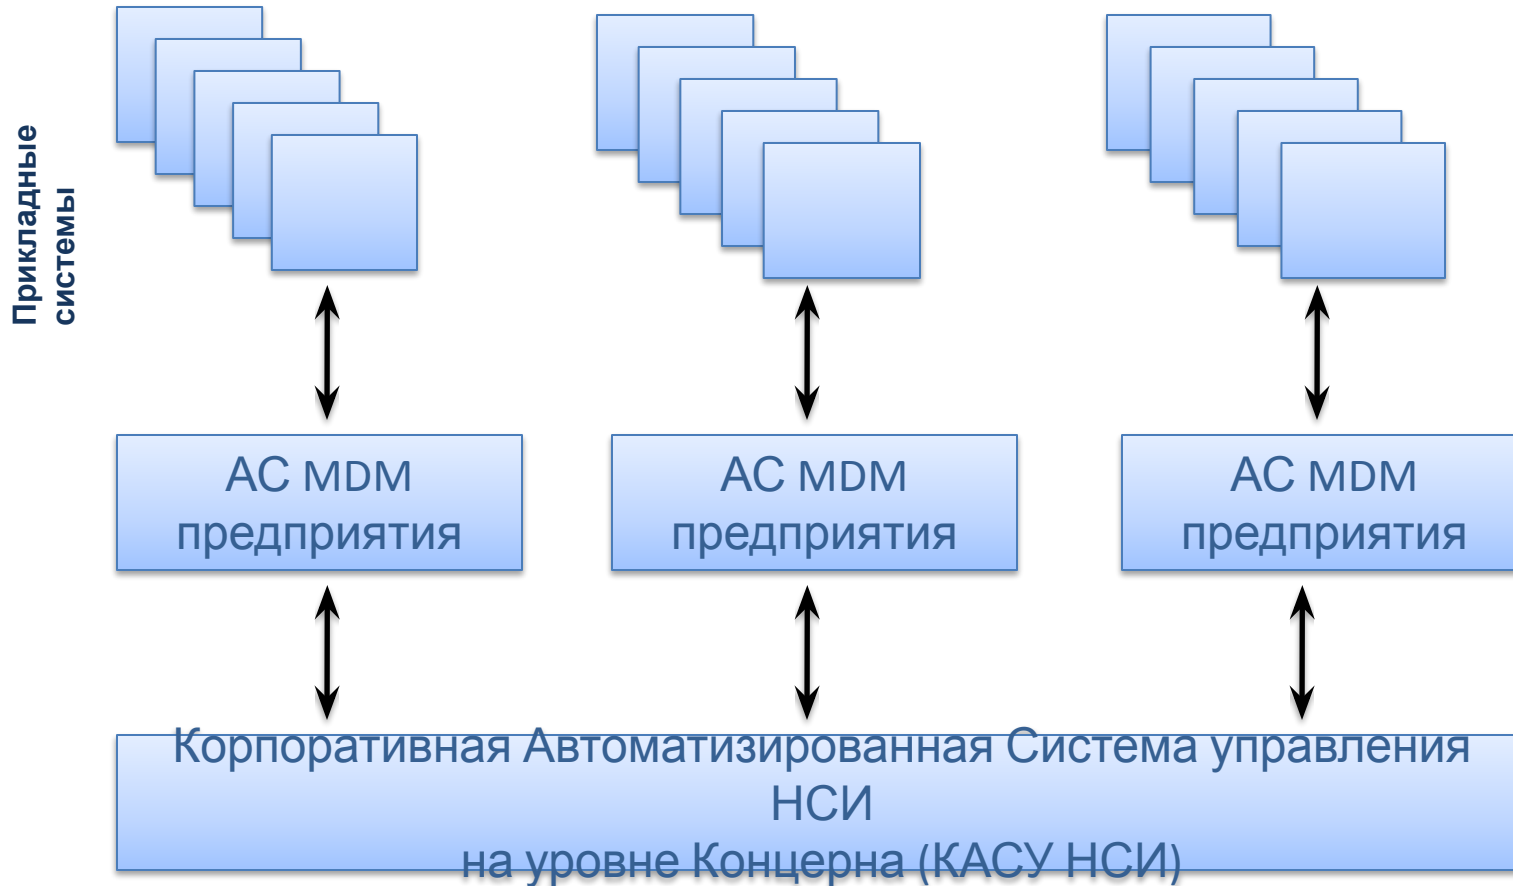 Прикладные
системы
АС MDM
предприятия
АС MDM
предприятия
АС MDM
предприятия
Корпоративная Автоматизированная Система управления
НСИ
на уровне Концерна (КАСУ НСИ)